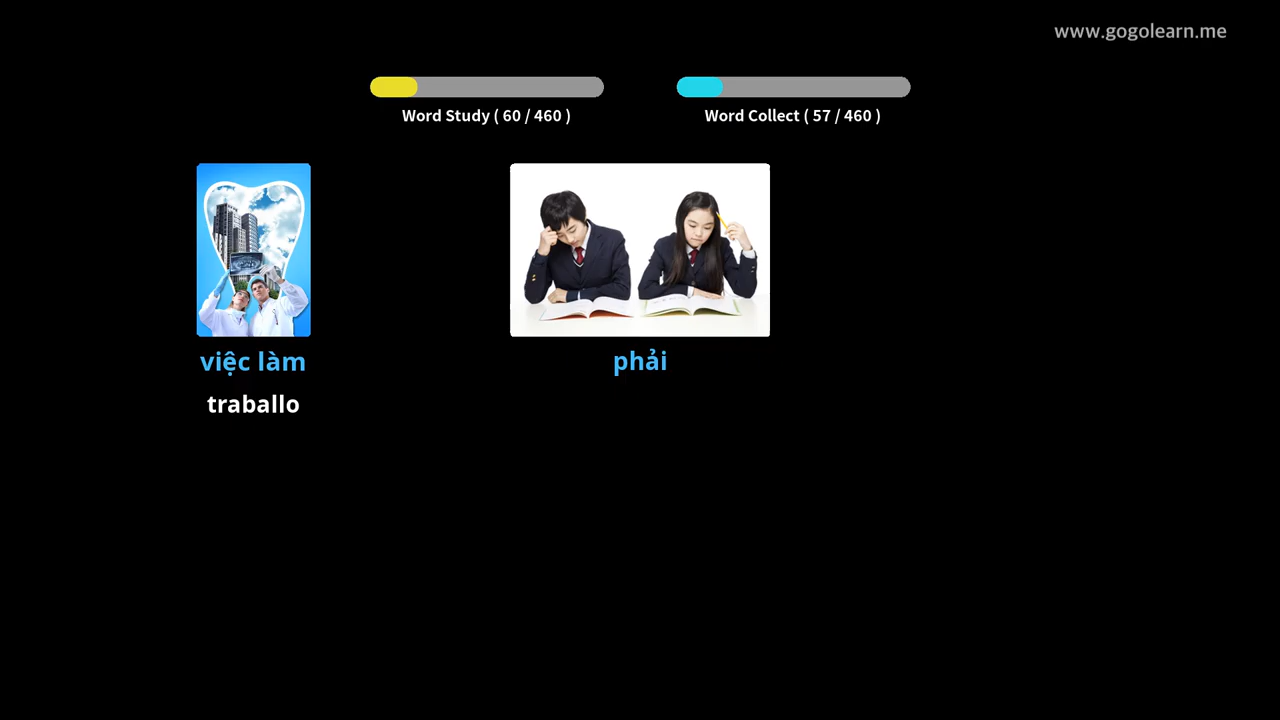 www.gogolearn.me
Word Study ( 60 / 460 )
Word Collect ( 57 / 460 )
việc làm
phải
traballo